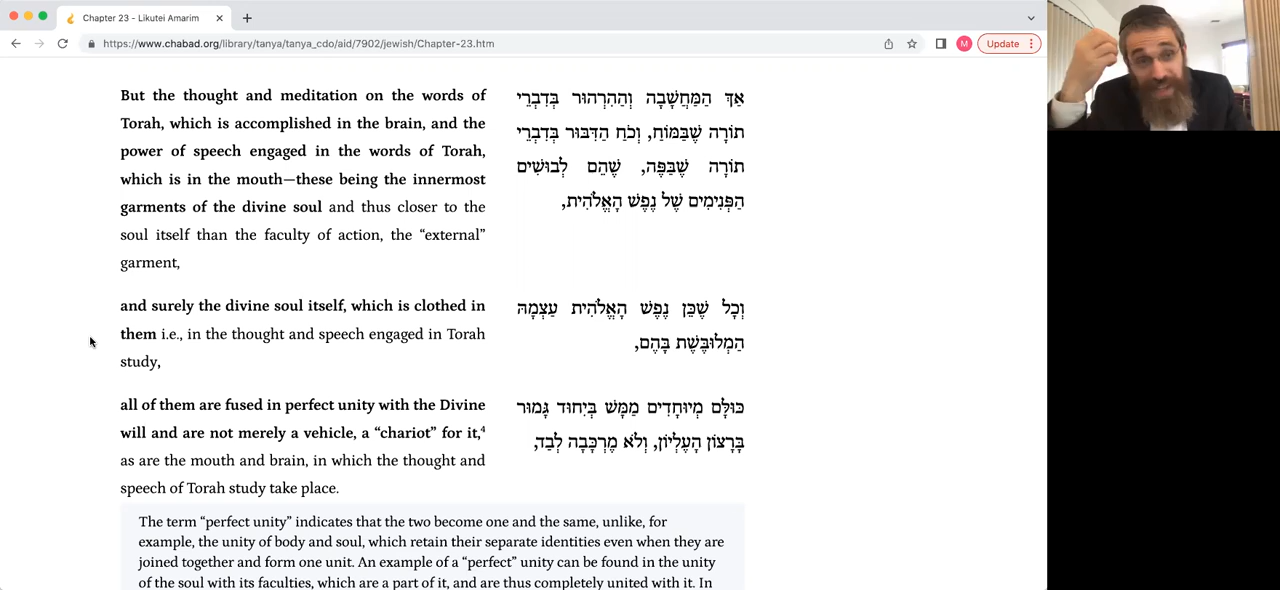 Chapter 23 - Likutei Amarim
https://www.chabad.org/library/tanya/tanya_cdo/aid/7902/jewish/Chapter-23.htm
M
Update
But the thought and meditation on the words of
Torah, which is accomplished in the brain, and the
power of speech engaged in the words of Torah,
which is in the mouth—these being the innermost
garments of the divine soul and thus closer to the
soul itself than the faculty of action, the “external”
garment,
אַךְ הַמַּחֲשָׁבָה וְהַהִרְהוּר בְּדִבְרֵי
תוֹרָה שֶׁבַּמּוֹחַ, וְכֹחַ הַדִּבּוּר בְּדִבְרֵי
תוֹרָה שֶׁבַּפֶּה, שֶׁהֵם לְבוּשִׁים
הַפְּנִימִים שֶׁל נֶפֶשׁ הָאֱלֹהִית,
and surely the divine soul itself, which is clothed in
them i.e., in the thought and speech engaged in Torah
study,
וְכָל שֶׁכֵּן נֶפֶשׁ הָאֱלֹהִית עַצְמָהּ
הַמְלוּבֶּשֶׁת בָּהֶם,
all of them are fused in perfect unity with the Divine
will and are not merely a vehicle, a “chariot” for it,⁴
as are the mouth and brain, in which the thought and
speech of Torah study take place.
כּוּלָּם מְיוּחָדִים מַמָּשׁ בְּיִחוּד גָּמוּר
בָּרָצוֹן הָעֶלְיוֹן, וְלֹא מֶרְכָּבָה לְבַד,
The term “perfect unity” indicates that the two become one and the same, unlike, for
example, the unity of body and soul, which retain their separate identities even when they are
joined together and form one unit. An example of a “perfect” unity can be found in the unity
of the soul with its faculties, which are a part of it, and are thus completely united with it. In